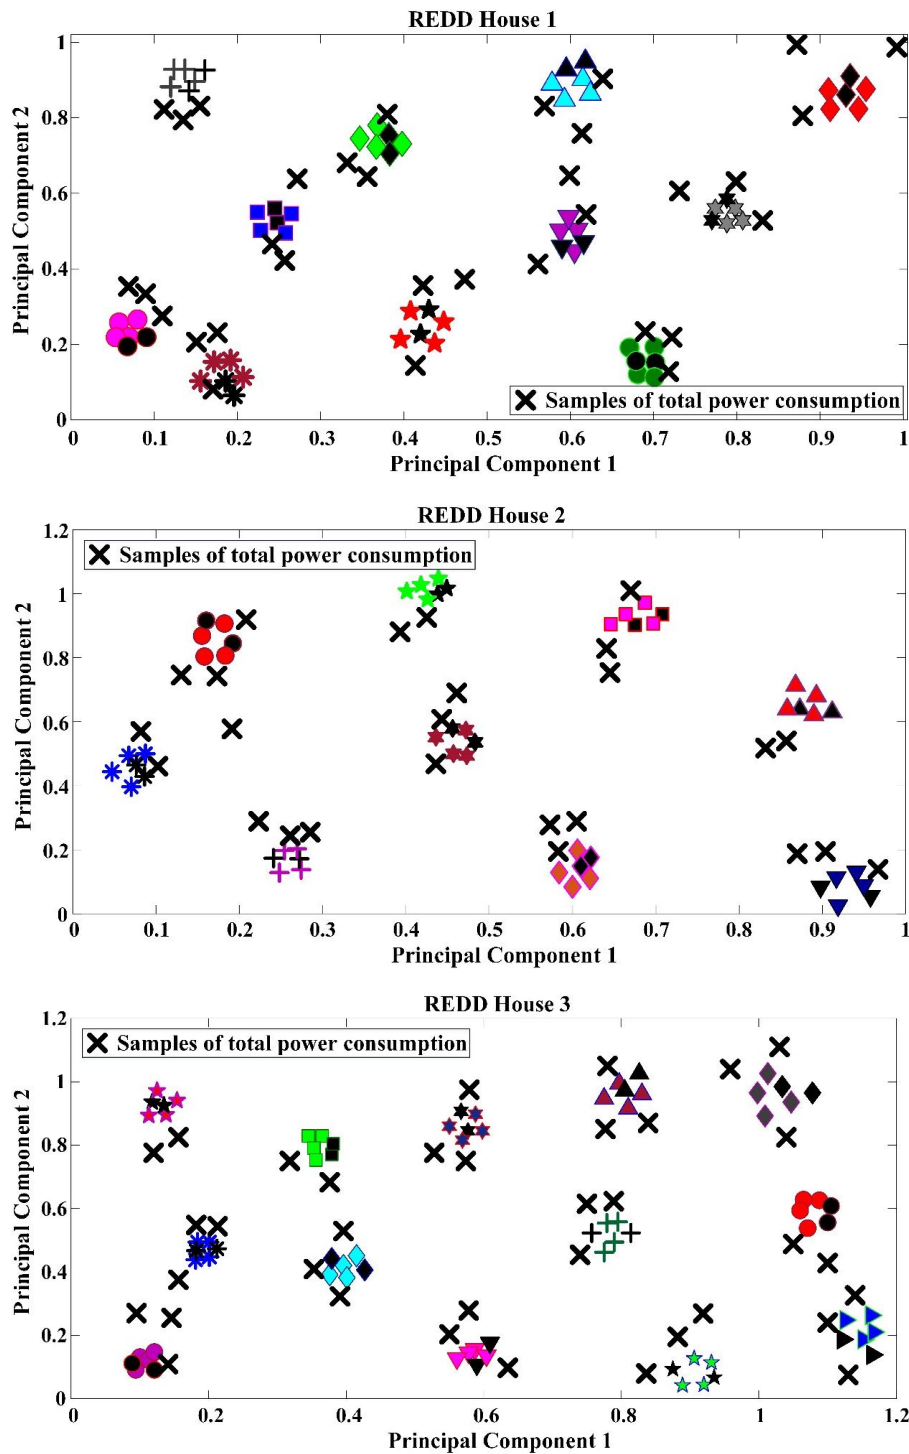 REDD House 1
1
0.8
0.6
0.4
0.2
0
Principal Component 2
Samples of total power consumption
0 0.1 0.2 0.3 0.4 0.5 0.6 0.7 0.8 0.9 1
Principal Component 1
REDD House 2
1.2
1
0.8
0.6
0.4
0.2
0
Principal Component 2
Samples of total power consumption
0 0.1 0.2 0.3 0.4 0.5 0.6 0.7 0.8 0.9 1
Principal Component 1
REDD House 3
1.2
1
0.8
0.6
0.4
0.2
0
Principal Component 2
Samples of total power consumption
0 0.2 0.4 0.6 0.8 1 1.2
Principal Component 1